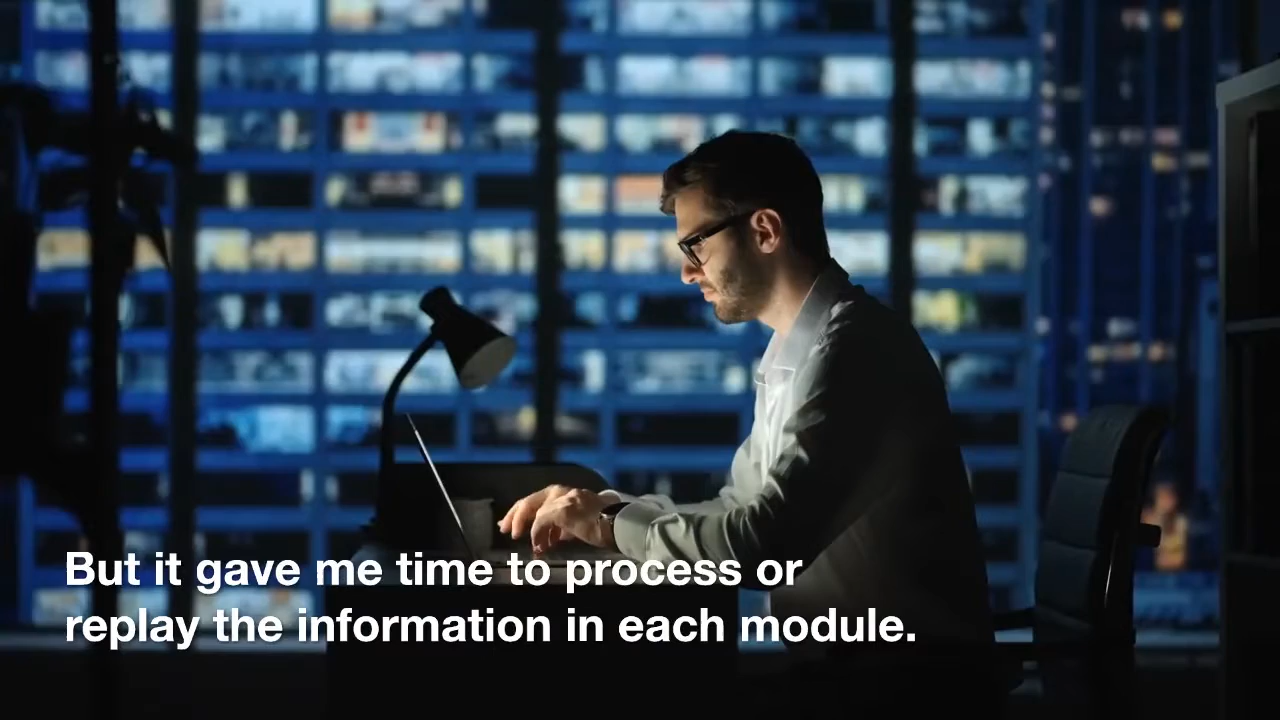 But it gave me time to process or
replay the information in each module.